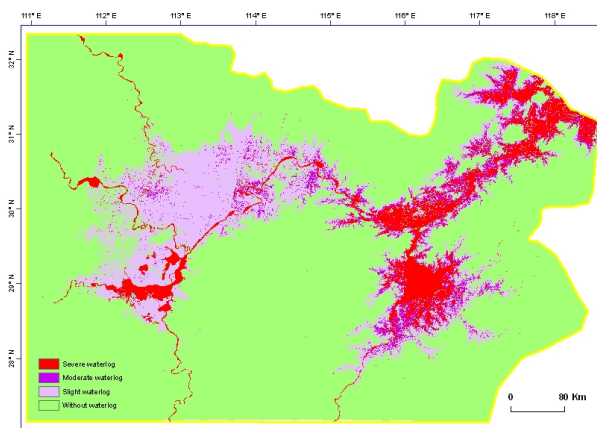 111° E 112° E 113° E 114° E 115° E 116° E 117° E 118° E
32° N
31° N
30° N
29° N
28° N
Severe waterlog
Moderate waterlog
Slight waterlog
Without waterlog
0 80 Km